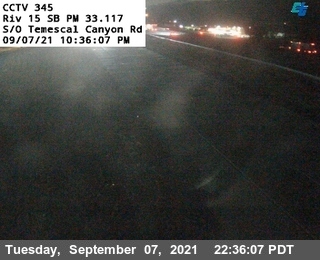 CCTV 345
Riv 15 SB PM 33.117
S/O Temescal Canyon Rd
09/07/21 10:36:07 PM
Tuesday, September 07, 2021 22:36:07 PDT